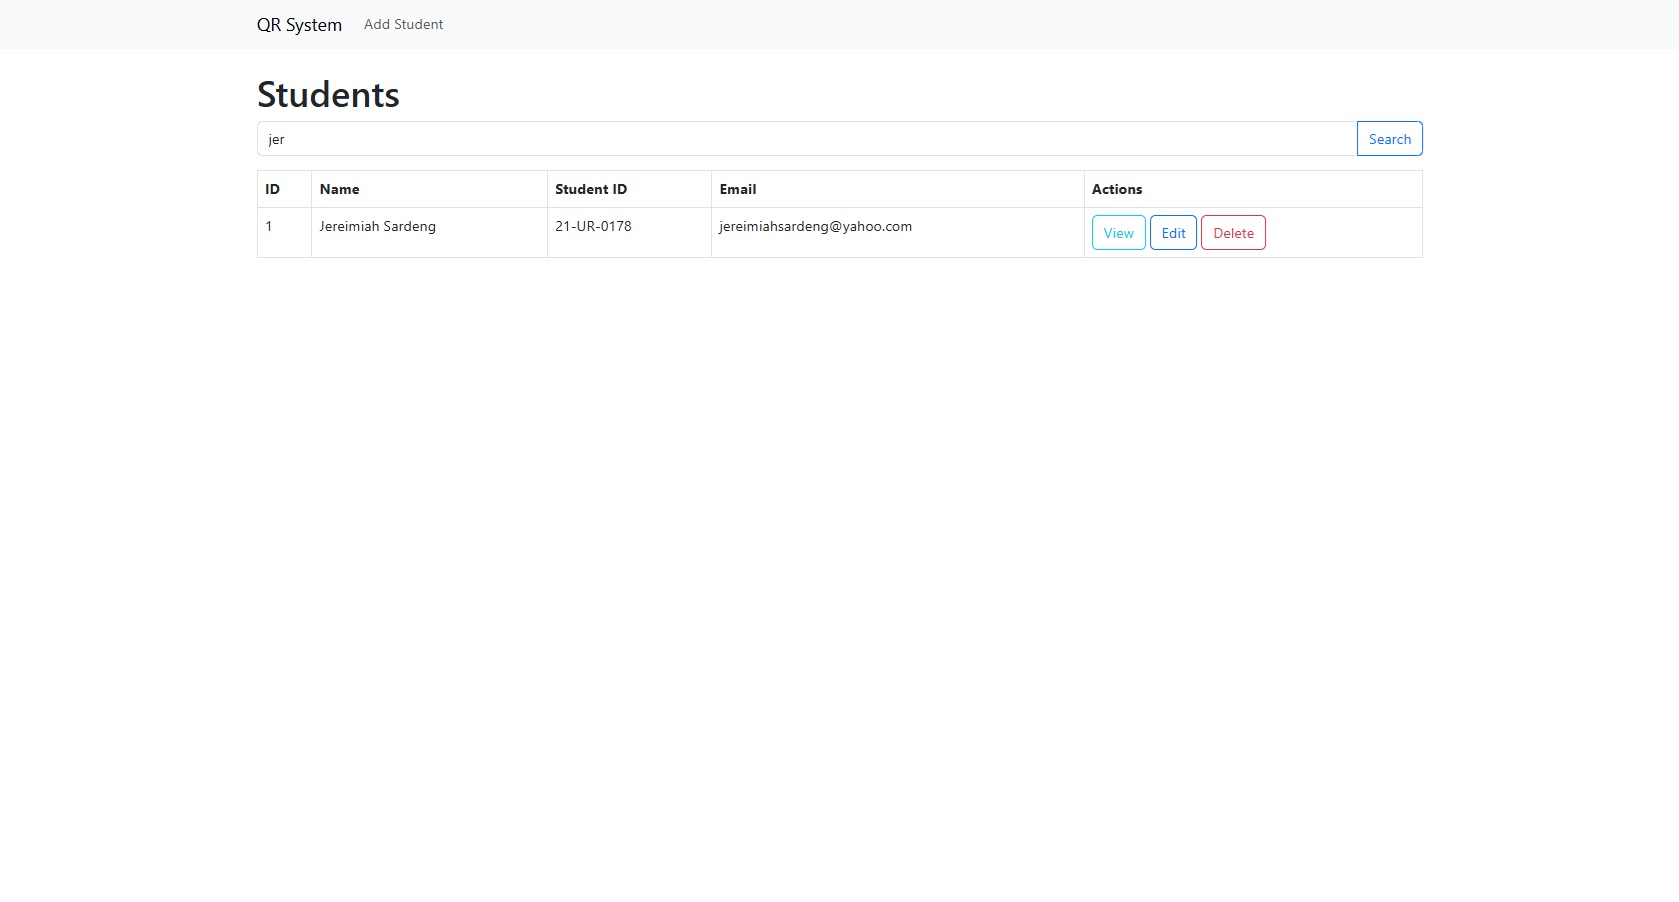 QR System Add Student
Students
jer Search
ID Name Student ID Email Actions
1 Jereimiah Sardeng 21-UR-0178 jereimiahsardeng@yahoo.com View Edit Delete